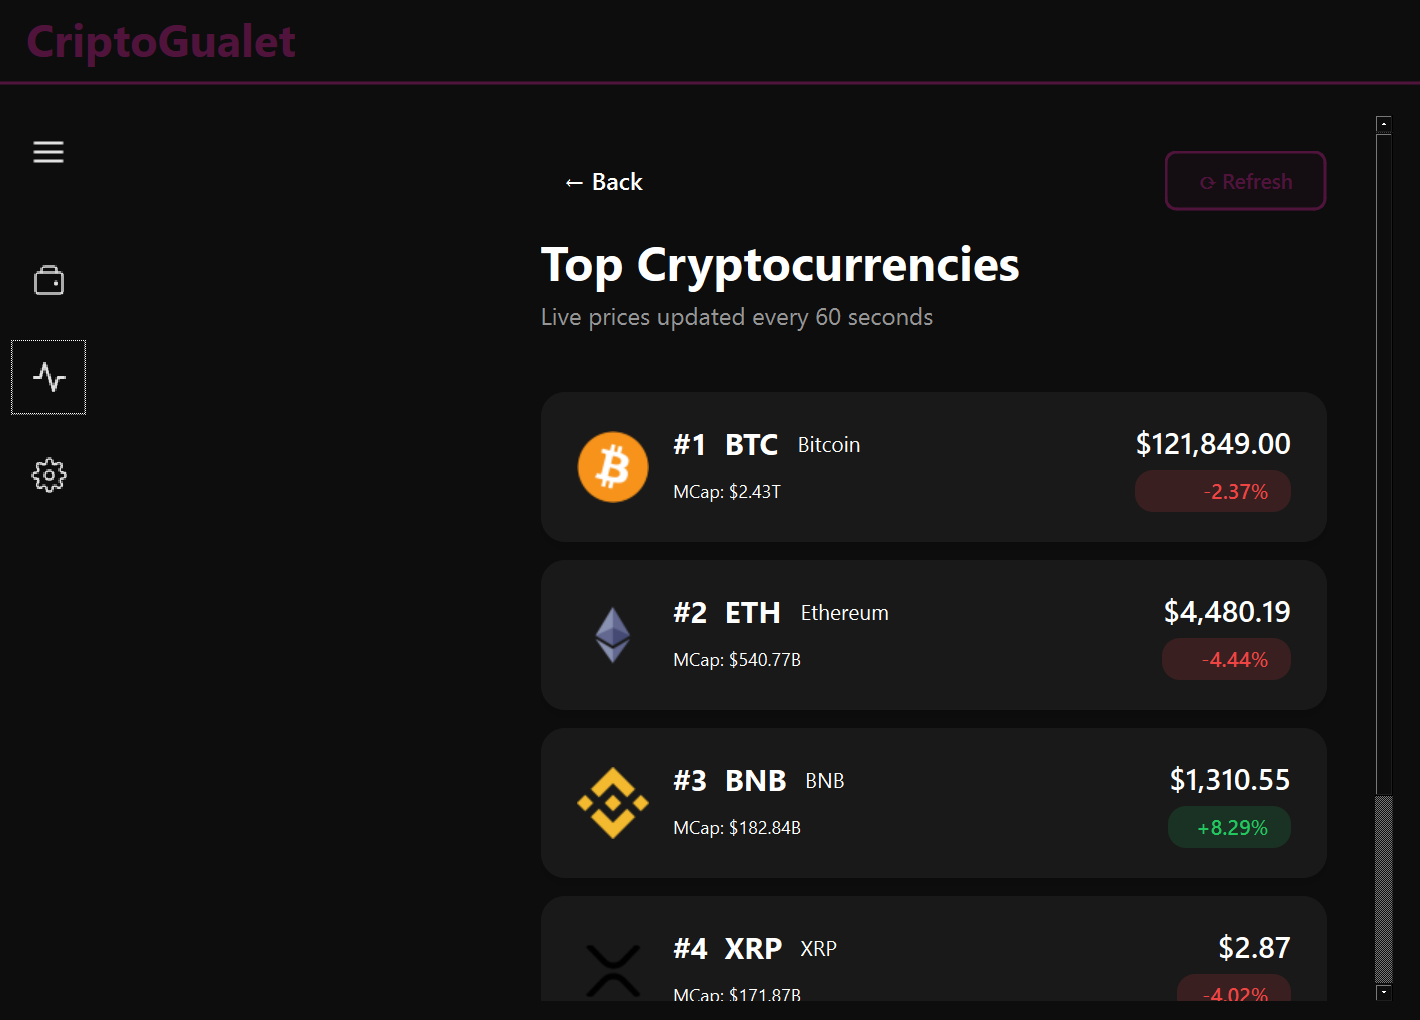 CriptoGualet
← Back
⟳ Refresh
Top Cryptocurrencies
Live prices updated every 60 seconds
#1 BTC Bitcoin $121,849.00
MCap: $2.43T -2.37%
#2 ETH Ethereum $4,480.19
MCap: $540.77B -4.44%
#3 BNB BNB $1,310.55
MCap: $182.84B +8.29%
#4 XRP XRP $2.87
MCap: $171.87B -4.02%